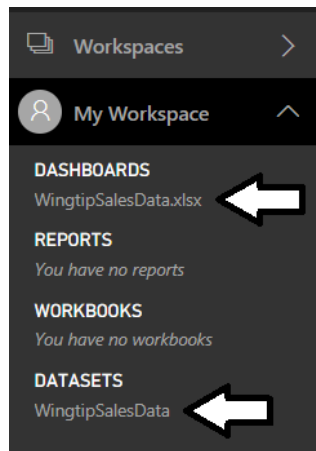 Workspaces
My Workspace
DASHBOARDS
WingtipSalesData.xlsx
REPORTS
You have no reports
WORKBOOKS
You have no workbooks
DATASETS
WingtipSalesData